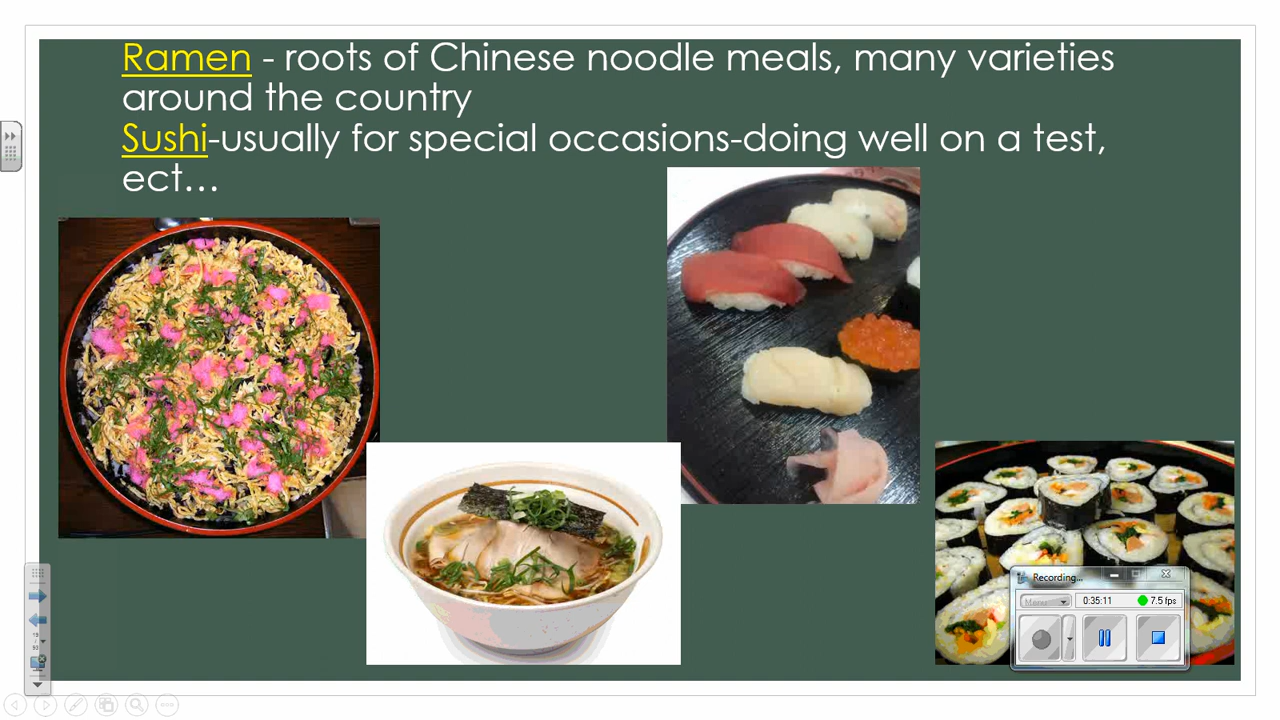 Ramen - roots of Chinese noodle meals, many varieties
around the country
Sushi-usually for special occasions-doing well on a test,
ect…
Recording...
Menu
0:35:11
7.5 fps